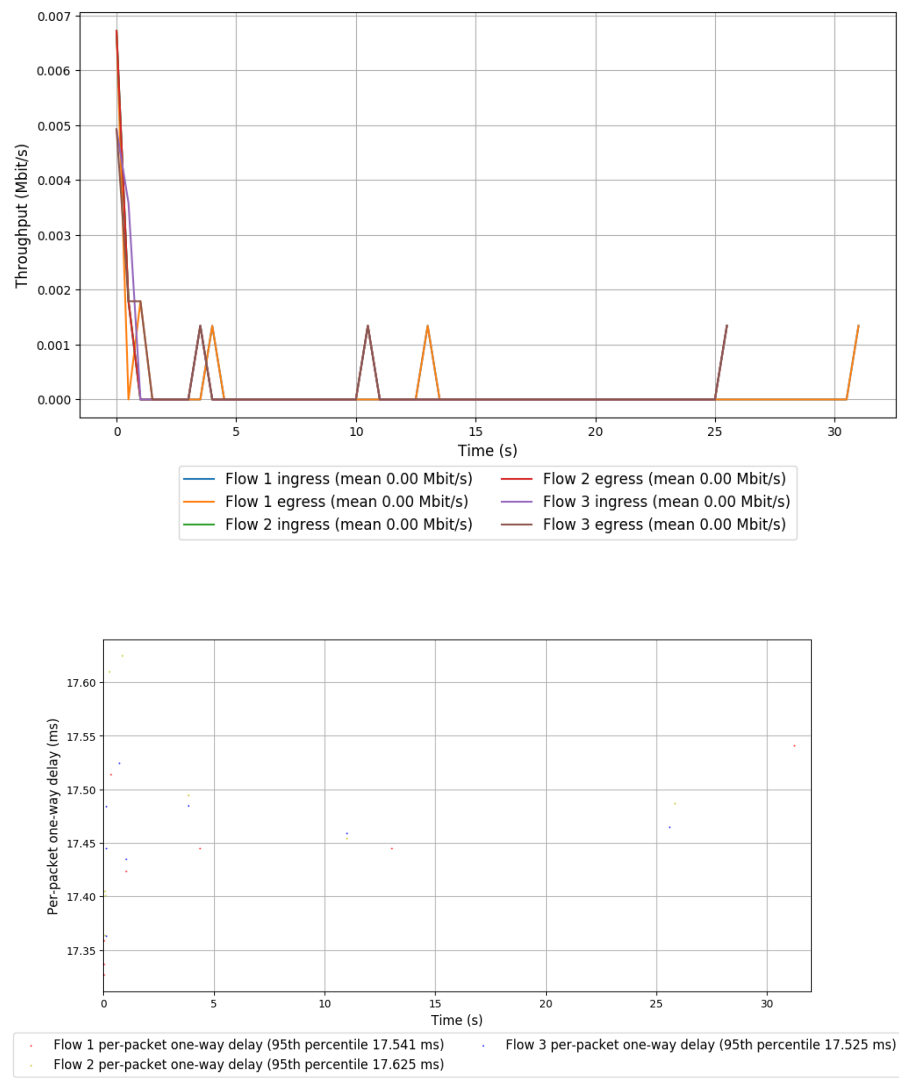 0.007
0.006
0.005
0.004
0.003
0.002
0.001
0.000
Throughput (Mbit/s)
0 5 10 15 20 25 30
Time (s)
Flow 1 ingress (mean 0.00 Mbit/s) Flow 2 egress (mean 0.00 Mbit/s)
Flow 1 egress (mean 0.00 Mbit/s) Flow 3 ingress (mean 0.00 Mbit/s)
Flow 2 ingress (mean 0.00 Mbit/s) Flow 3 egress (mean 0.00 Mbit/s)
17.60
17.55
17.50
17.45
17.40
17.35
Per-packet one-way delay (ms)
0 5 10 15 20 25 30
Time (s)
Flow 1 per-packet one-way delay (95th percentile 17.541 ms) Flow 3 per-packet one-way delay (95th percentile 17.525 ms)
Flow 2 per-packet one-way delay (95th percentile 17.625 ms)